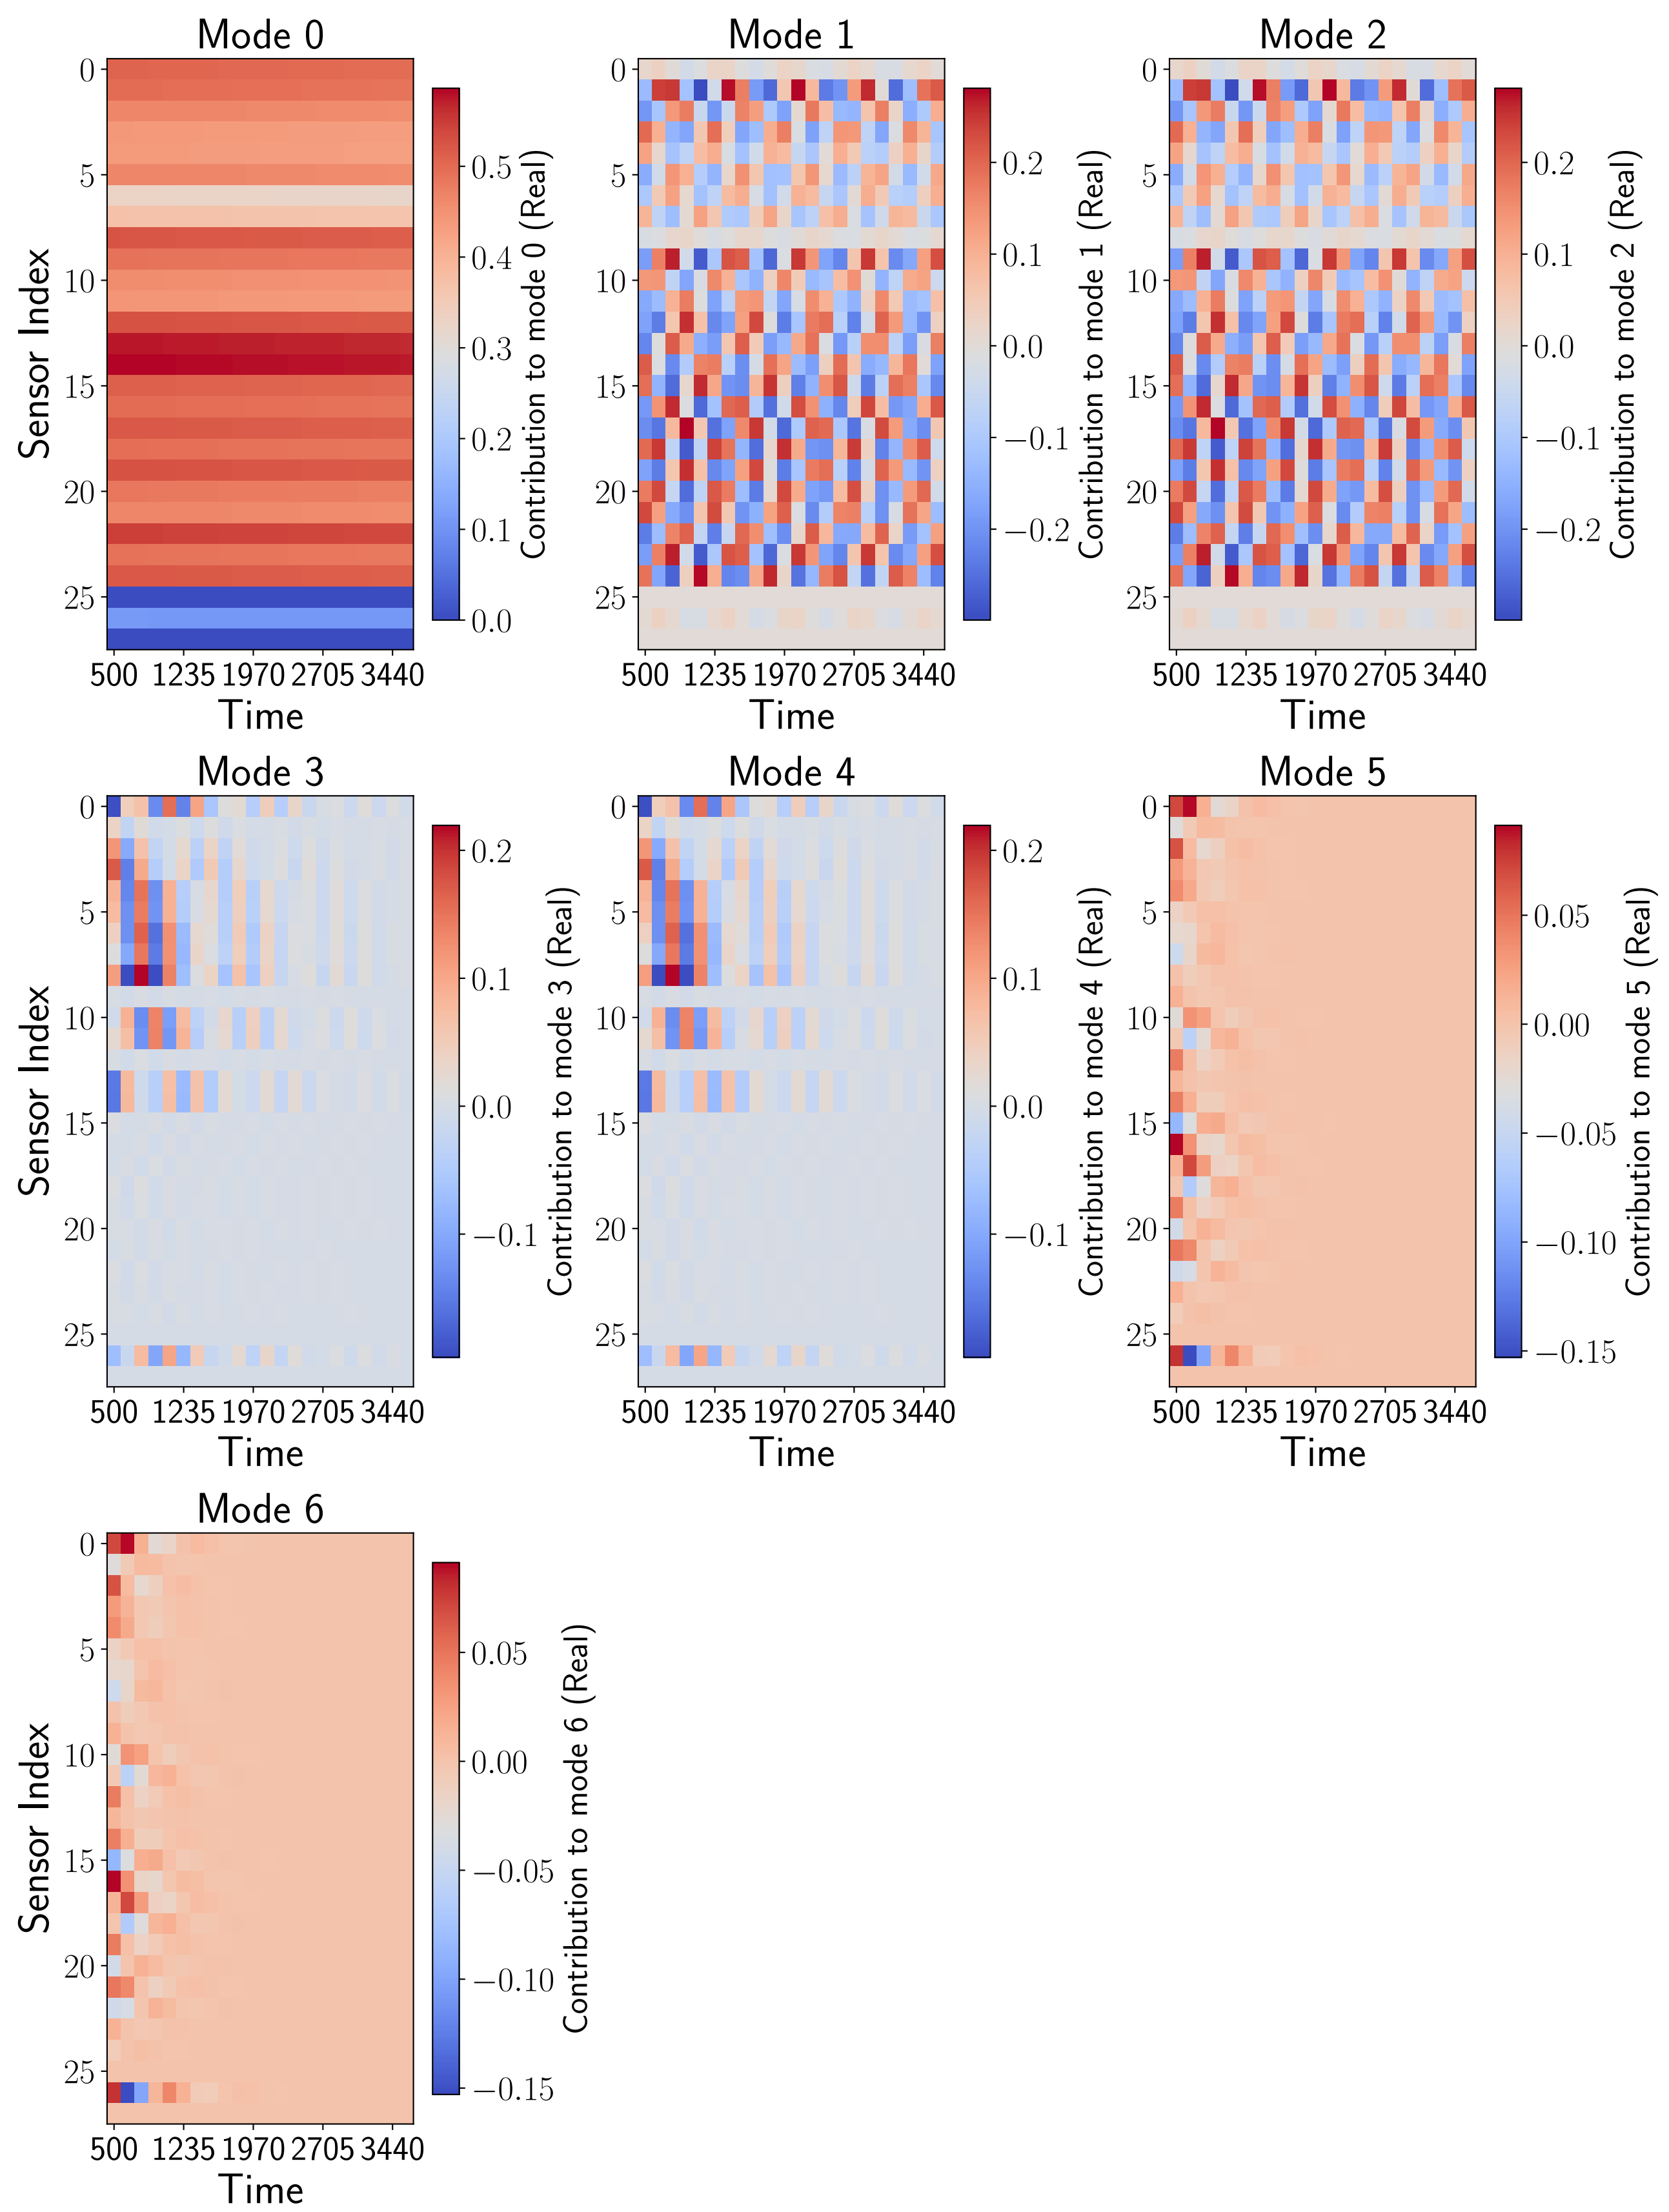 Mode 0
Mode 1
Mode 2
Sensor Index
0
5
10
15
20
25
500 1235 1970 2705 3440
Time
0.5
0.4
0.3
0.2
0.1
0.0
Contribution to mode 0 (Real)
0
5
10
15
20
25
500 1235 1970 2705 3440
Time
0.2
0.1
0.0
−0.1
−0.2
Contribution to mode 1 (Real)
0
5
10
15
20
25
500 1235 1970 2705 3440
Time
0.2
0.1
0.0
−0.1
−0.2
Contribution to mode 2 (Real)
Mode 3
Mode 4
Mode 5
Sensor Index
0
5
10
15
20
25
500 1235 1970 2705 3440
Time
0.2
0.1
0.0
−0.1
Contribution to mode 3 (Real)
0
5
10
15
20
25
500 1235 1970 2705 3440
Time
0.2
0.1
0.0
−0.1
Contribution to mode 4 (Real)
0
5
10
15
20
25
500 1235 1970 2705 3440
Time
0.05
0.00
−0.05
−0.10
−0.15
Contribution to mode 5 (Real)
Mode 6
Sensor Index
0
5
10
15
20
25
500 1235 1970 2705 3440
Time
0.05
0.00
−0.05
−0.10
−0.15
Contribution to mode 6 (Real)